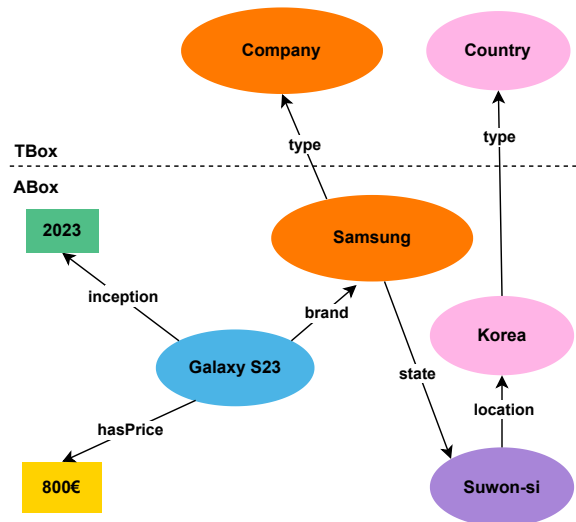 Company
Country
type
type
TBox
ABox
2023
Samsung
inception
brand
Korea
Galaxy S23
state
location
hasPrice
800€
Suwon-si